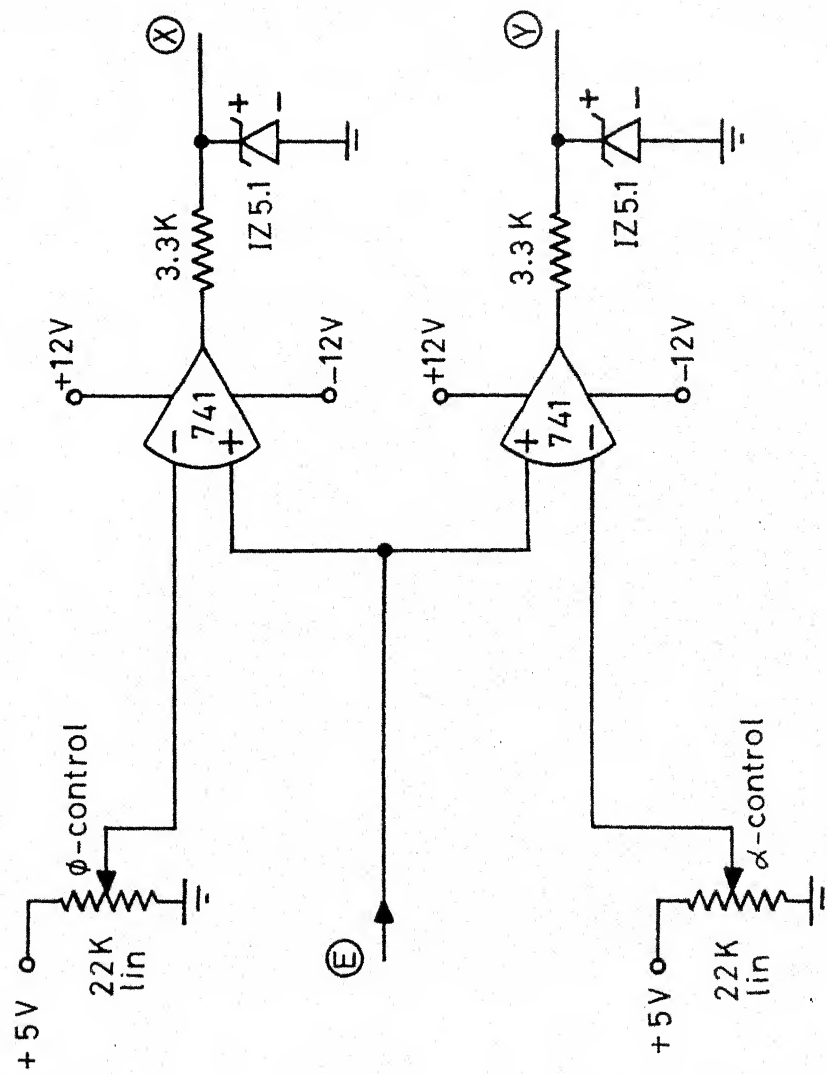 +5V
22K
lin
ϕ-control
−
+
741
+12V
−12V
3.3K
IZ5.1
+
−
X
E
+5V
22K
lin
α-control
+
−
741
+12V
−12V
3.3K
IZ5.1
+
−
Y